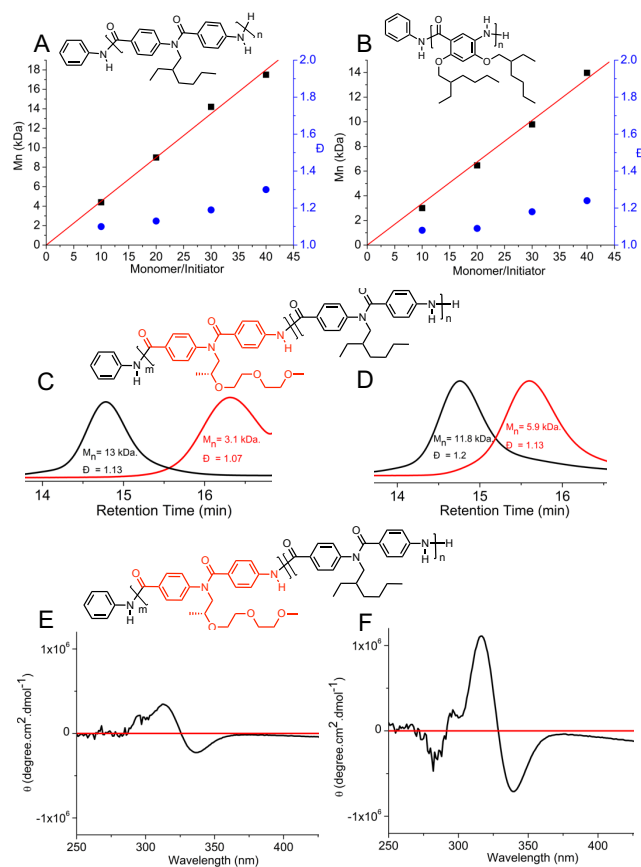 A
N
H
O
N
O
N
H
H
n
Mn (kDa)
18
16
14
12
10
8
6
4
2
0
0 5 10 15 20 25 30 35 40 45
Monomer/Initiator
2.0
1.8
1.6
1.4
1.2
1.0
Đ
B
N
H
O
H
N
H
n
O
O
Mn (kDa)
14
12
10
8
6
4
2
0
0 5 10 15 20 25 30 35 40 45
Monomer/Initiator
2.0
1.8
1.6
1.4
1.2
1.0
Đ
N
H
m
O
N
O
N
H
O
O
O
O
N
O
N
H
H
n
C
Mn= 13 kDa.
Đ = 1.13
Mn= 3.1 kDa.
Đ = 1.07
14 15 16
Retention Time (min)
D
Mn= 11.8 kDa.
Đ = 1.2
Mn= 5.9 kDa.
Đ = 1.13
14 15 16
Retention Time (min)
N
H
m
O
N
O
N
H
O
O
O
O
N
O
N
H
H
n
E
θ (degree.cm2.dmol-1)
1x106
0
-1x106
250 300 350 400
Wavelength (nm)
F
θ (degree.cm2.dmol-1)
1x106
0
-1x106
250 300 350 400
Wavelength (nm)